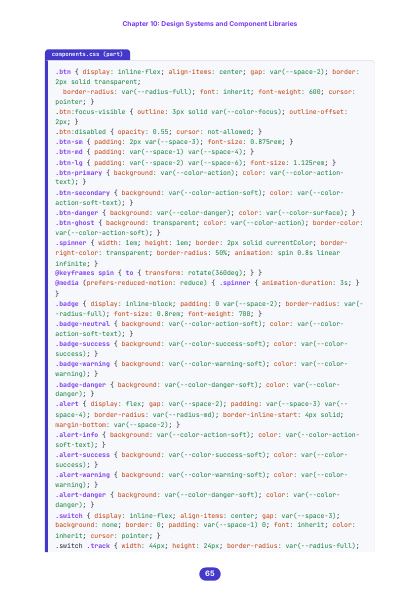 Chapter 10: Design Systems and Component Libraries
components.css (part)
.btn { display: inline-flex; align-items: center; gap: var(--space-2); border:
2px solid transparent;
  border-radius: var(--radius-full); font: inherit; font-weight: 600; cursor:
pointer; }
.btn:focus-visible { outline: 3px solid var(--color-focus); outline-offset:
2px; }
.btn:disabled { opacity: 0.55; cursor: not-allowed; }
.btn-sm { padding: 2px var(--space-3); font-size: 0.875rem; }
.btn-md { padding: var(--space-1) var(--space-4); }
.btn-lg { padding: var(--space-2) var(--space-6); font-size: 1.125rem; }
.btn-primary { background: var(--color-action); color: var(--color-action-
text); }
.btn-secondary { background: var(--color-action-soft); color: var(--color-
action-soft-text); }
.btn-danger { background: var(--color-danger); color: var(--color-surface); }
.btn-ghost { background: transparent; color: var(--color-action); border-color:
var(--color-action-soft); }
.spinner { width: 1em; height: 1em; border: 2px solid currentColor; border-
right-color: transparent; border-radius: 50%; animation: spin 0.8s linear
infinite; }
@keyframes spin { to { transform: rotate(360deg); } }
@media (prefers-reduced-motion: reduce) { .spinner { animation-duration: 3s; }
}
.badge { display: inline-block; padding: 0 var(--space-2); border-radius: var(-
-radius-full); font-size: 0.8rem; font-weight: 700; }
.badge-neutral { background: var(--color-action-soft); color: var(--color-
action-soft-text); }
.badge-success { background: var(--color-success-soft); color: var(--color-
success); }
.badge-warning { background: var(--color-warning-soft); color: var(--color-
warning); }
.badge-danger { background: var(--color-danger-soft); color: var(--color-
danger); }
.alert { display: flex; gap: var(--space-2); padding: var(--space-3) var(--
space-4); border-radius: var(--radius-md); border-inline-start: 4px solid;
margin-bottom: var(--space-2); }
.alert-info { background: var(--color-action-soft); color: var(--color-action-
soft-text); }
.alert-success { background: var(--color-success-soft); color: var(--color-
success); }
.alert-warning { background: var(--color-warning-soft); color: var(--color-
warning); }
.alert-danger { background: var(--color-danger-soft); color: var(--color-
danger); }
.switch { display: inline-flex; align-items: center; gap: var(--space-3);
background: none; border: 0; padding: var(--space-1) 0; font: inherit; color:
inherit; cursor: pointer; }
.switch .track { width: 44px; height: 24px; border-radius: var(--radius-full);
65